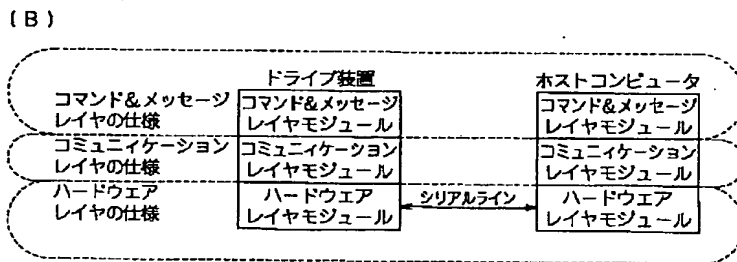 (B)
ドライブ装置
ホストコンピュータ
コマンド&メッセージ
レイヤの仕様
コマンド&メッセージ
レイヤモジュール
コマンド&メッセージ
レイヤモジュール
コミュニィケーション
レイヤの仕様
コミュニィケーション
レイヤモジュール
コミュニィケーション
レイヤモジュール
ハードウェア
レイヤの仕様
ハードウェア
レイヤモジュール
シリアルライン
ハードウェア
レイヤモジュール